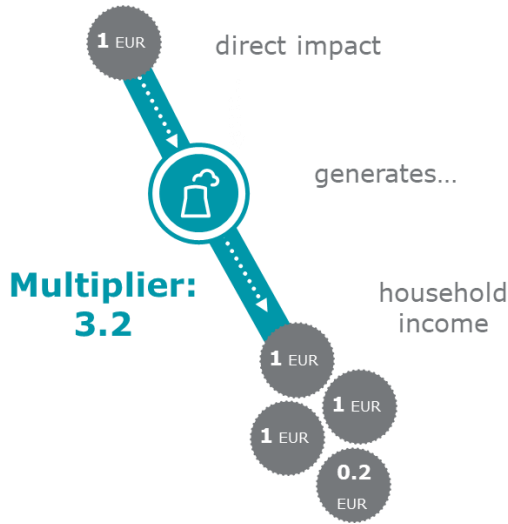 1 EUR
direct impact
generates...
Multiplier:
3.2
household
income
1 EUR
1 EUR
1 EUR
0.2
EUR